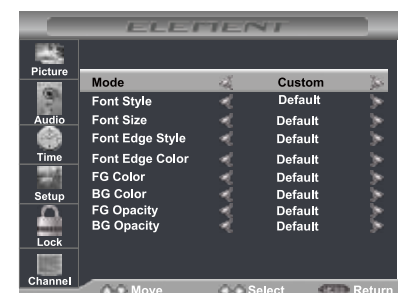 ELEMENT
Picture
Audio
Time
Setup
Lock
Channel
Mode Custom
Font Style Default
Font Size Default
Font Edge Style Default
Font Edge Color Default
FG Color Default
BG Color Default
FG Opacity Default
BG Opacity Default
Move Select Return